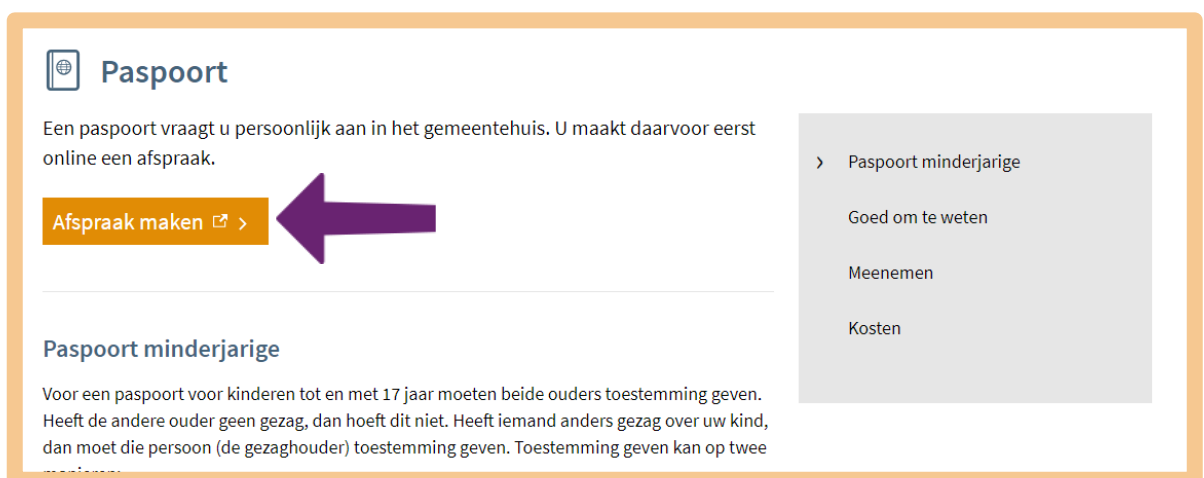 Paspoort
Een paspoort vraagt u persoonlijk aan in het gemeentehuis. U maakt daarvoor eerst
online een afspraak.
Afspraak maken
Paspoort minderjarige
Voor een paspoort voor kinderen tot en met 17 jaar moeten beide ouders toestemming geven.
Heeft de andere ouder geen gezag, dan hoeft dit niet. Heeft iemand anders gezag over uw kind,
dan moet die persoon (de gezaghouder) toestemming geven. Toestemming geven kan op twee
Paspoort minderjarige
Goed om te weten
Meenemen
Kosten